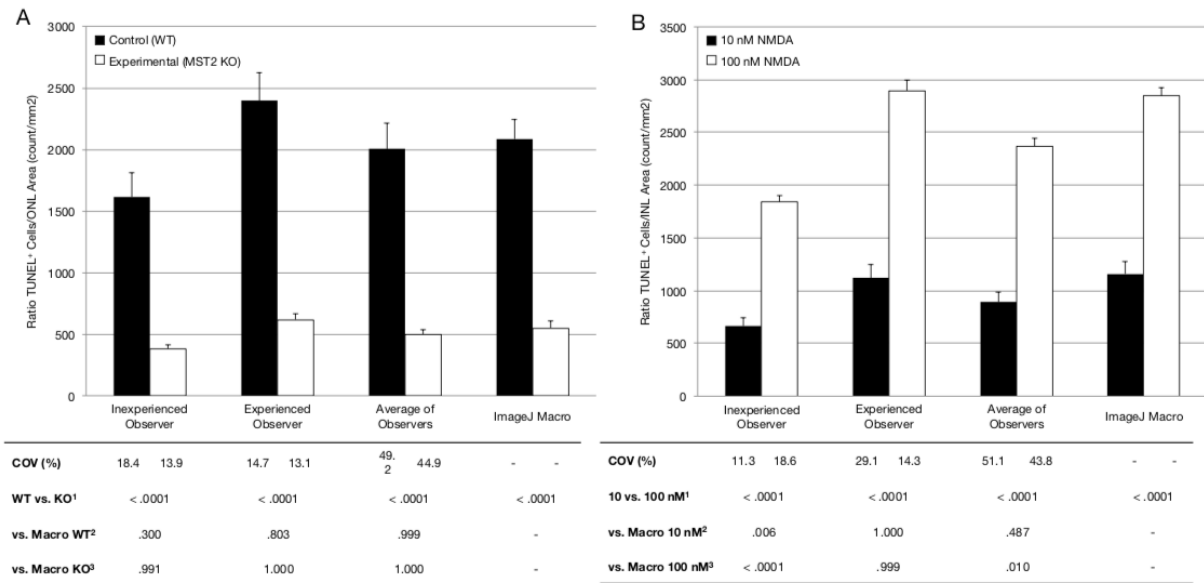 A
3000
2500
2000
1500
1000
500
0
Ratio TUNEL⁺ Cells/ONL Area (count/mm2)
Control (WT)
Experimental (MST2 KO)
Inexperienced Observer
Experienced Observer
Average of Observers
ImageJ Macro
COV (%) 18.4 13.9 14.7 13.1 49.2 44.9 - -
WT vs. KO¹ < .0001 < .0001 < .0001 < .0001
vs. Macro WT² .300 .803 .999 -
vs. Macro KO³ .991 1.000 1.000 -
B
3500
3000
2500
2000
1500
1000
500
0
Ratio TUNEL⁺ Cells/INL Area (count/mm2)
10 nM NMDA
100 nM NMDA
Inexperienced Observer
Experienced Observer
Average of Observers
ImageJ Macro
COV (%) 11.3 18.6 29.1 14.3 51.1 43.8 - -
10 vs. 100 nM¹ < .0001 < .0001 < .0001 < .0001
vs. Macro 10 nM² .006 1.000 .487 -
vs. Macro 100 nM³ < .0001 .999 .010 -